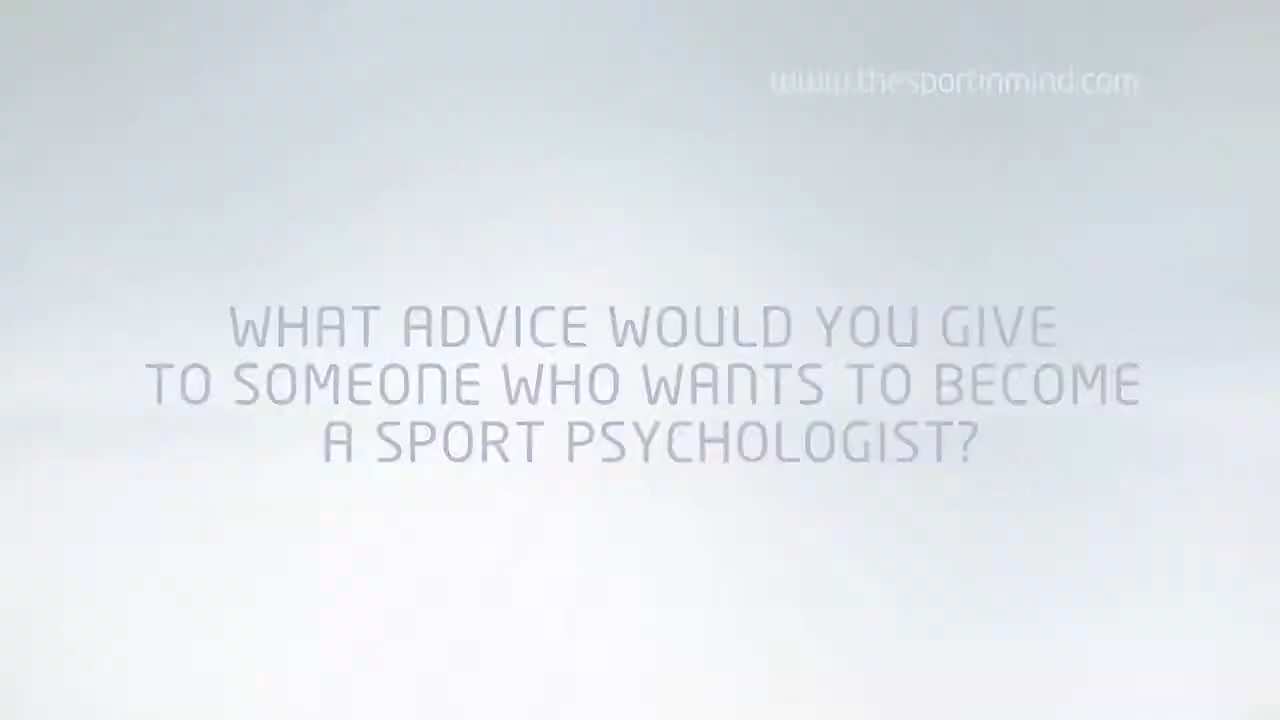 www.thesportinmind.com
WHAT ADVICE WOULD YOU GIVE
TO SOMEONE WHO WANTS TO BECOME
A SPORT PSYCHOLOGIST?